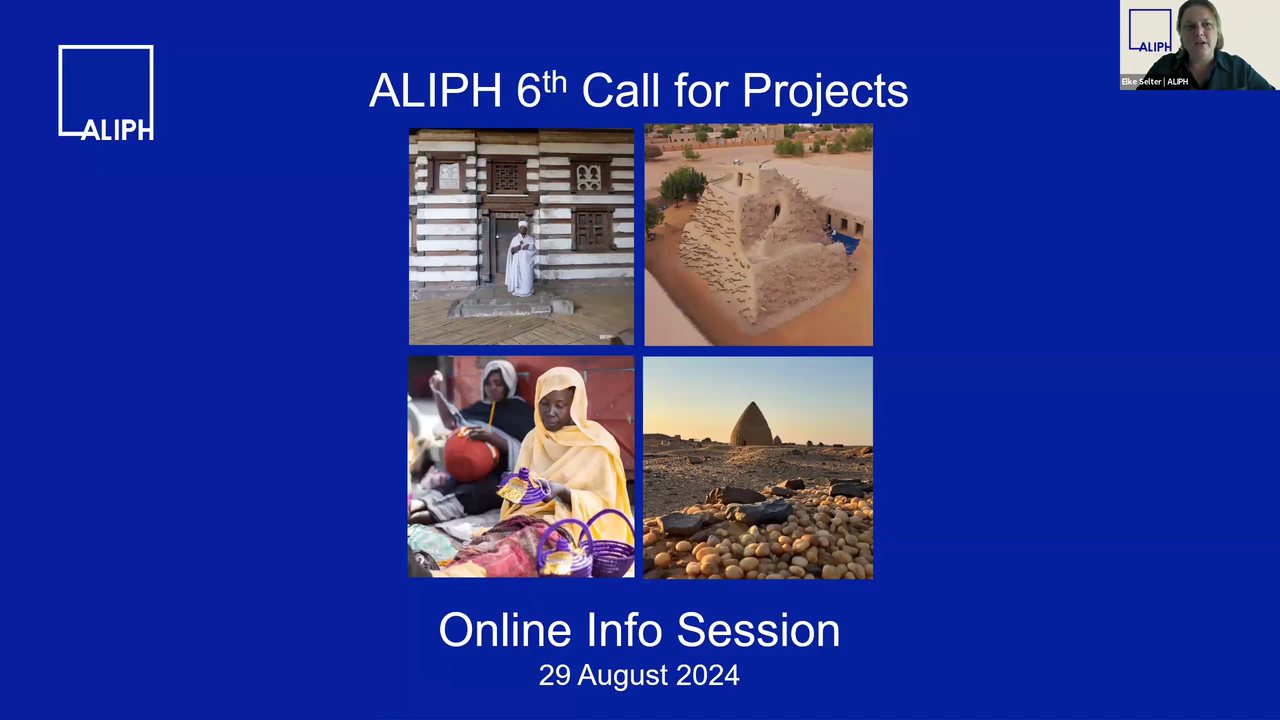 ALIPH
ALIPH 6th Call for Projects
ALIPH
Elke Selter | ALIPH
Online Info Session
29 August 2024